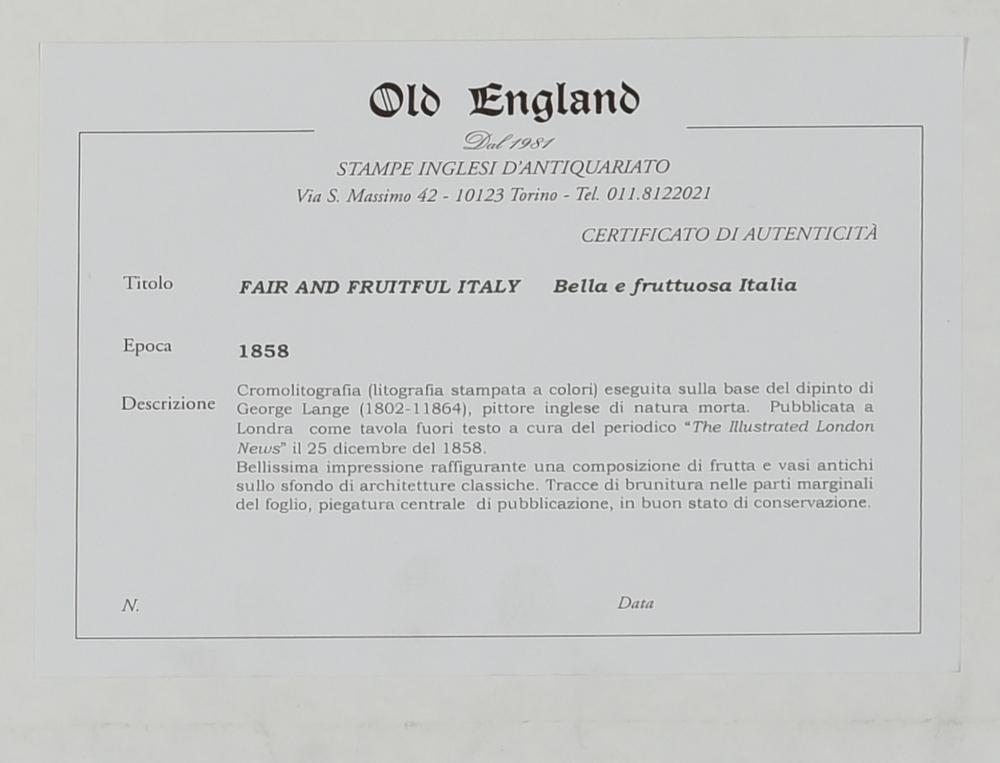 Old England
Dal 1981
STAMPE INGLESI D'ANTIQUARIATO
Via S. Massimo 42 - 10123 Torino - Tel. 011.8122021
CERTIFICATO DI AUTENTICITÀ
Titolo FAIR AND FRUITFUL ITALY Bella e fruttuosa Italia
Epoca 1858
Descrizione Cromolitografia (litografia stampata a colori) eseguita sulla base del dipinto di
George Lange (1802-11864), pittore inglese di natura morta. Pubblicata a
Londra come tavola fuori testo a cura del periodico "The Illustrated London
News" il 25 dicembre del 1858.
Bellissima impressione raffigurante una composizione di frutta e vasi antichi
sullo sfondo di architetture classiche. Tracce di brunitura nelle parti marginali
del foglio, piegatura centrale di pubblicazione, in buon stato di conservazione.
N. Data